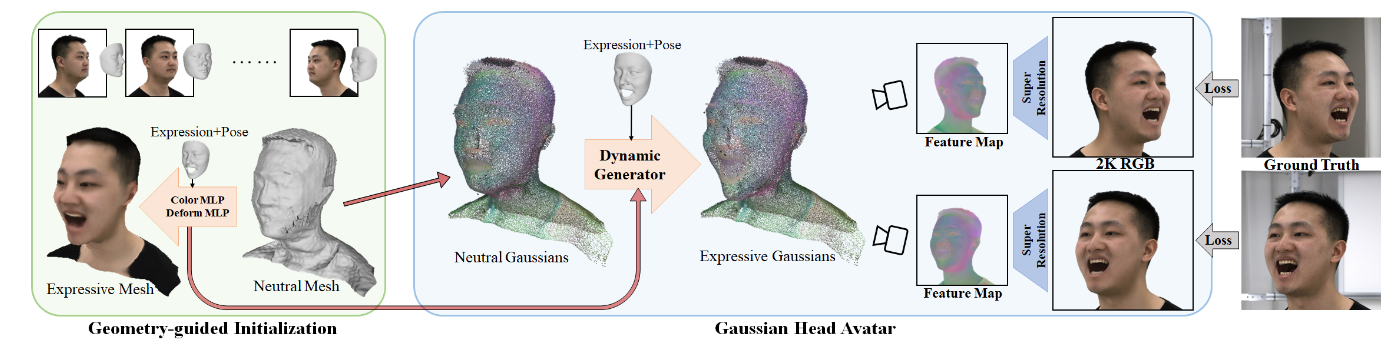 ... ...
Expression+Pose
Color MLP
Deform MLP
Expressive Mesh
Neutral Mesh
Geometry-guided Initialization
Expression+Pose
Dynamic
Generator
Neutral Gaussians
Expressive Gaussians
Gaussian Head Avatar
Feature Map
Super
Resolution
2K RGB
Loss
Ground Truth
Feature Map
Super
Resolution
Loss